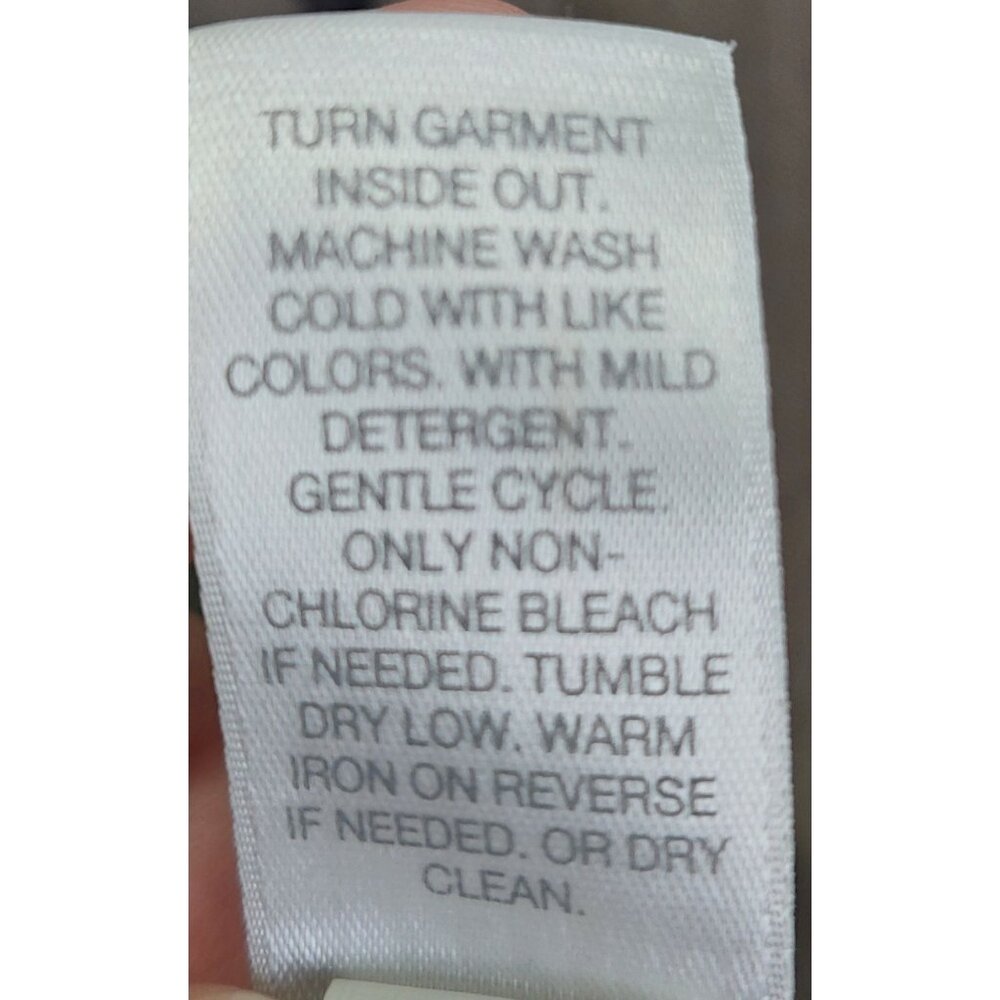 TURN GARMENT
INSIDE OUT.
MACHINE WASH
COLD WITH LIKE
COLORS. WITH MILD
DETERGENT.
GENTLE CYCLE.
ONLY NON-
CHLORINE BLEACH
IF NEEDED. TUMBLE
DRY LOW. WARM
IRON ON REVERSE
IF NEEDED. OR DRY
CLEAN.